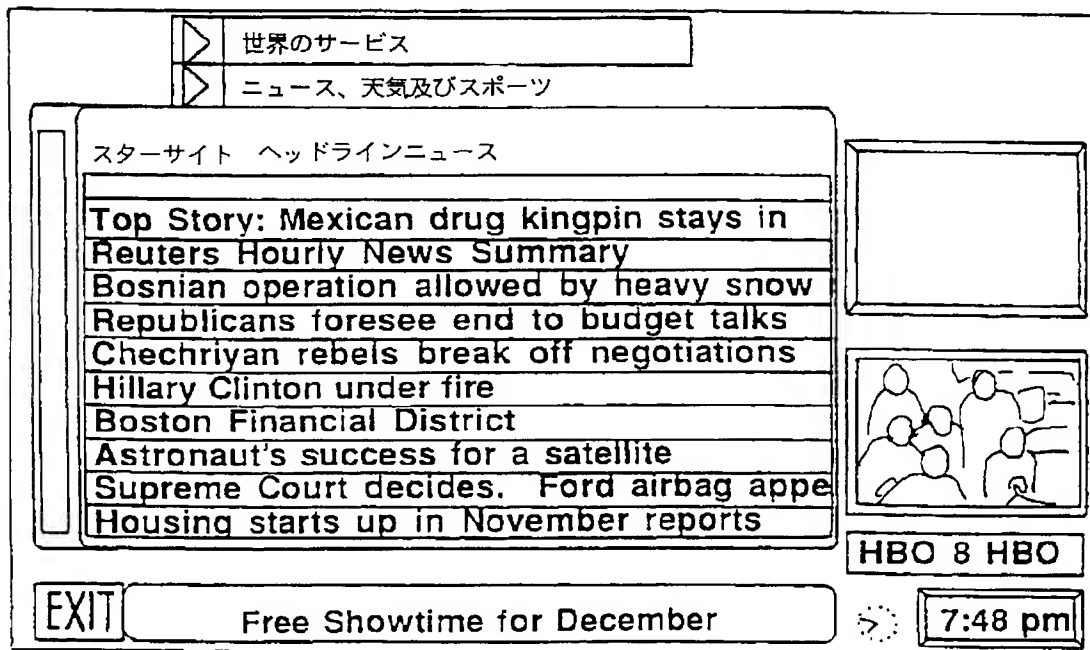 世界のサービス
ニュース、天気及びスポーツ
スターサイト ヘッドラインニュース
Top Story: Mexican drug kingpin stays in
Reuters Hourly News Summary
Bosnian operation allowed by heavy snow
Republicans foresee end to budget talks
Chechriyan rebels break off negotiations
Hillary Clinton under fire
Boston Financial District
Astronaut's success for a satellite
Supreme Court decides. Ford airbag appe
Housing starts up in November reports
HBO 8 HBO
EXIT
Free Showtime for December
7:48 pm